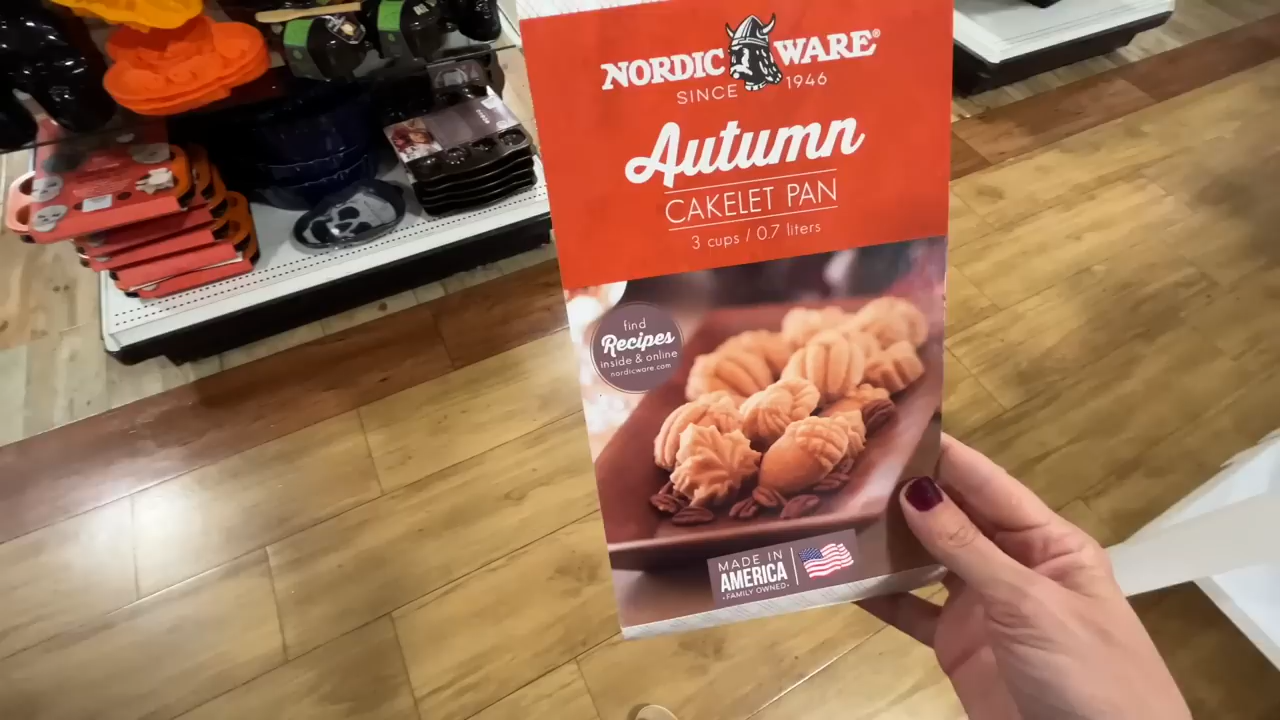 NORDIC WARE®
SINCE 1946
Autumn
CAKELET PAN
3 cups / 0.7 liters
find
Recipes
inside & online
nordicware.com
MADE IN
AMERICA
•FAMILY OWNED•